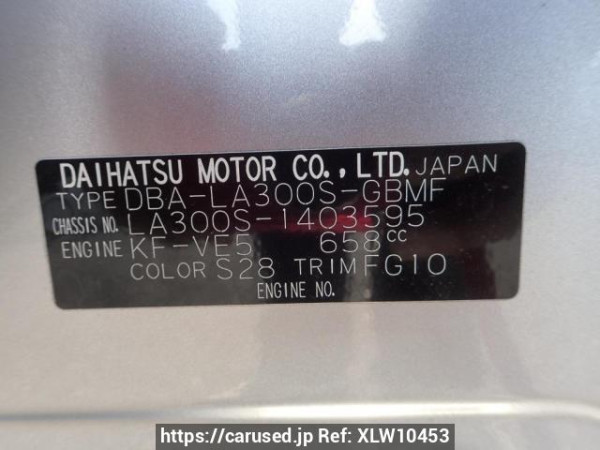 DAIHATSU MOTOR CO.,LTD. JAPAN
TYPE DBA-LA300S-GBMF
CHASSIS NO. LA300S-1403595
ENGINE KF-VE5 658cc
COLOR S28 TRIM FG10
ENGINE NO.
https://carused.jp Ref: XLW10453